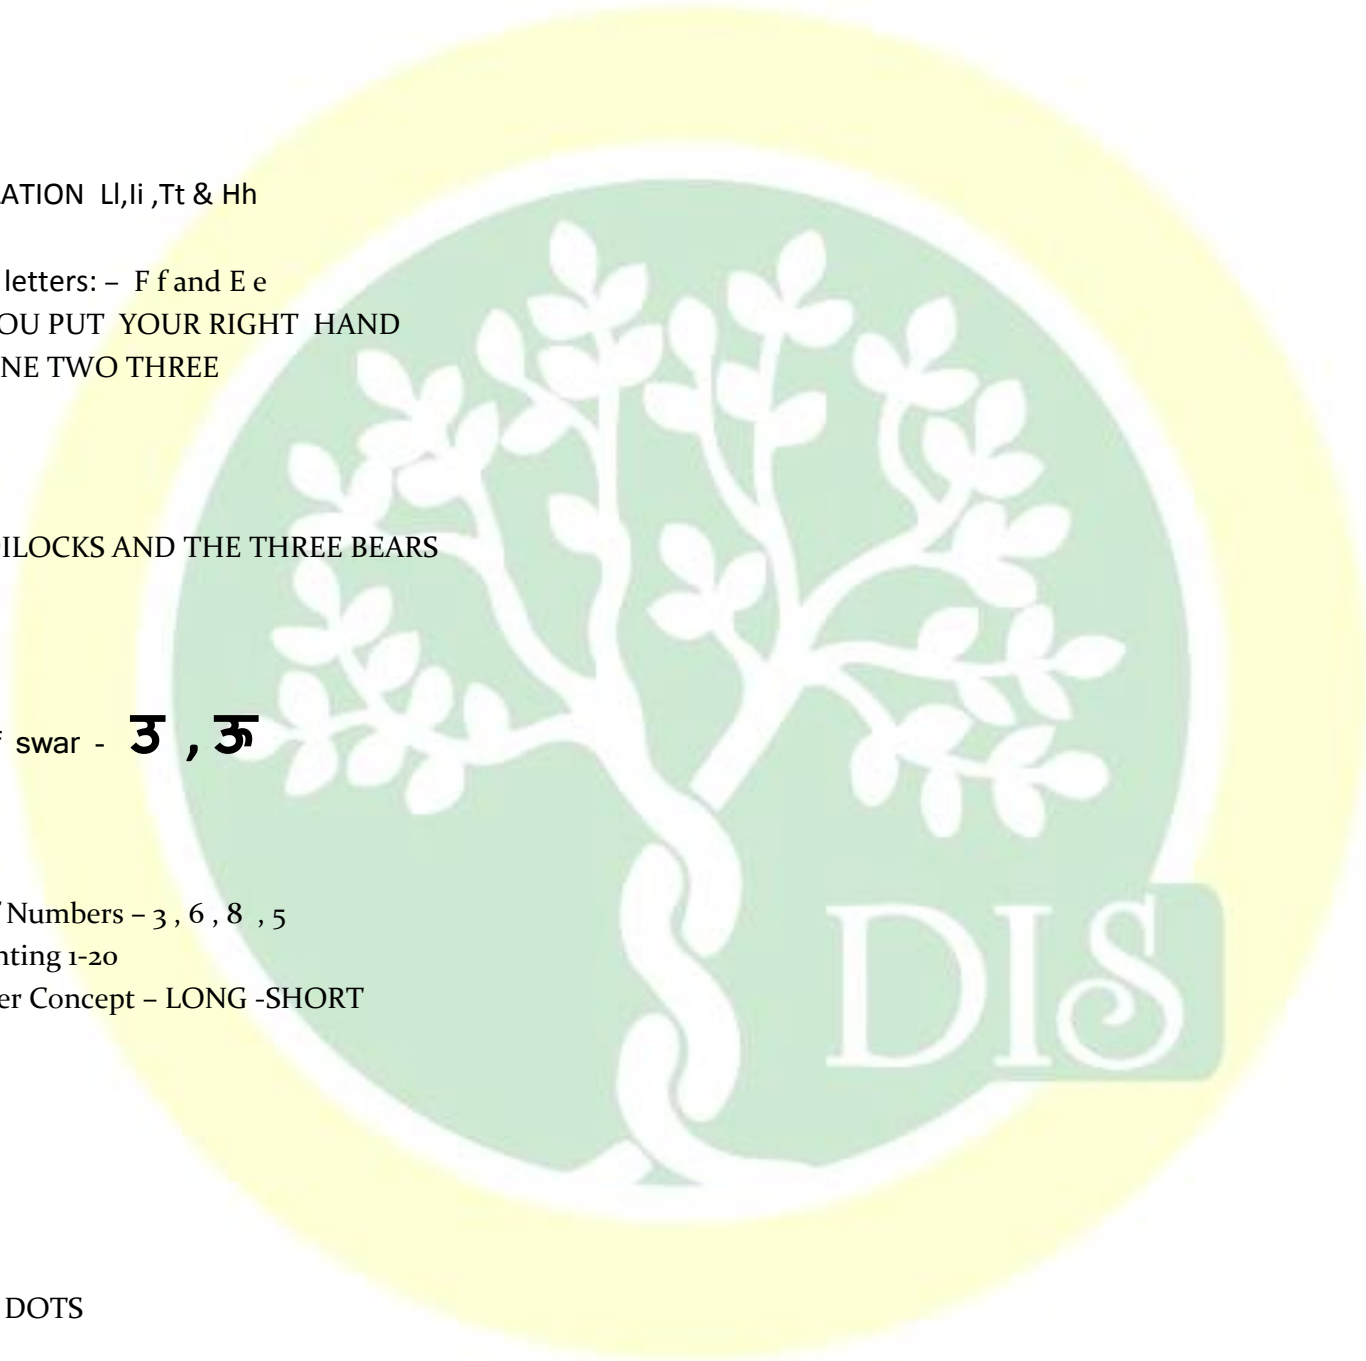 ATION Ll,Ii ,Tt & Hh
letters: – F f and E e
OU PUT YOUR RIGHT HAND
NE TWO THREE
ILOCKS AND THE THREE BEARS
swar - उ , ऊ
Numbers – 3 , 6 , 8 , 5
nting 1-20
er Concept – LONG -SHORT
DIS
DOTS